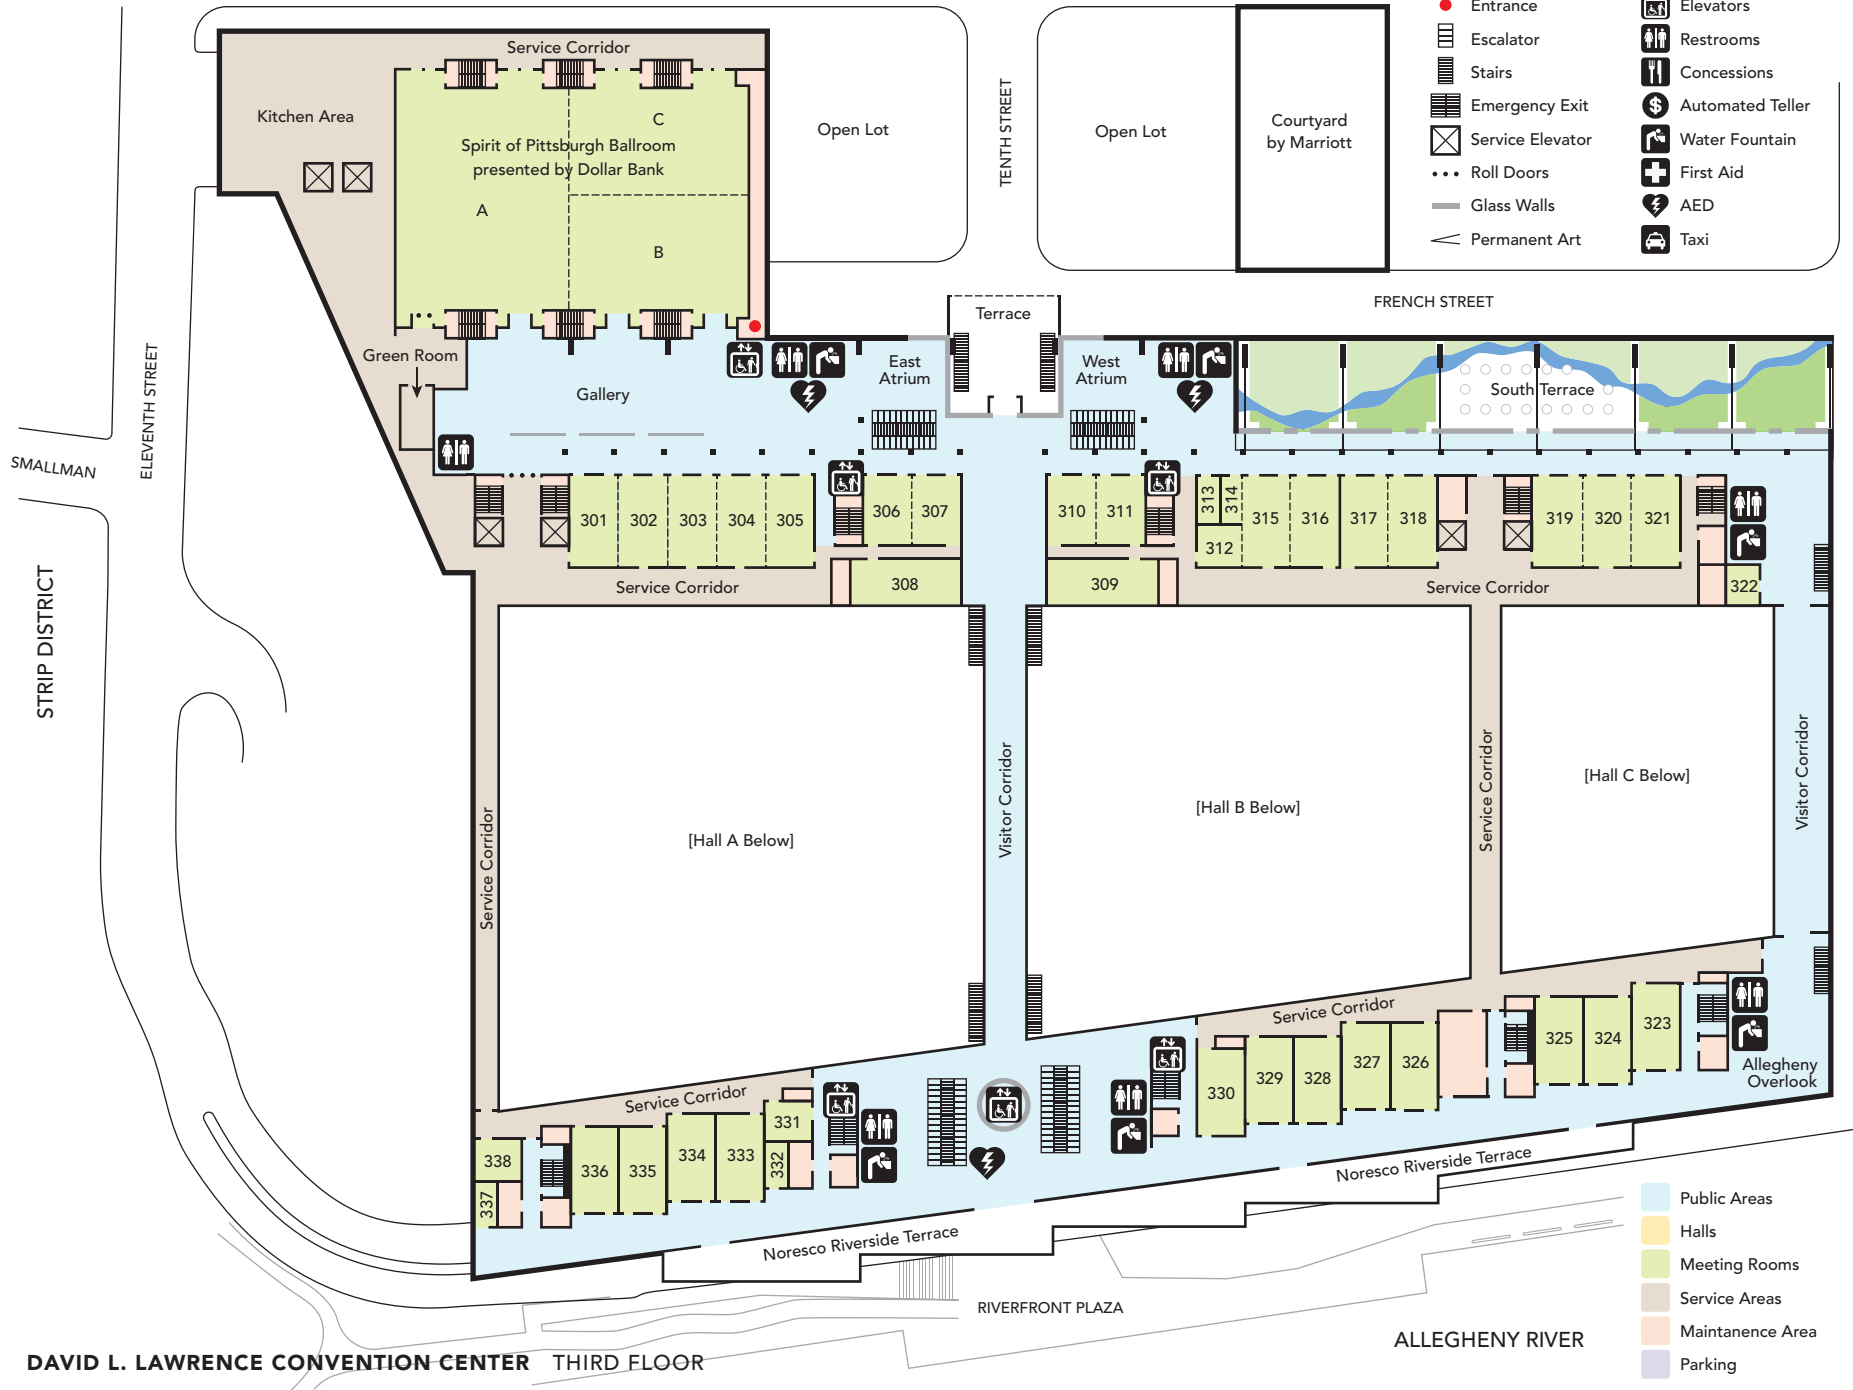 Entrance
Escalator
Stairs
Emergency Exit
Service Elevator
Roll Doors
Glass Walls
Permanent Art
Elevators
Restrooms
Concessions
Automated Teller
Water Fountain
First Aid
AED
Taxi
Service Corridor
Kitchen Area
C
Spirit of Pittsburgh Ballroom
presented by Dollar Bank
A
B
Open Lot
TENTH STREET
Open Lot
Courtyard
by Marriott
FRENCH STREET
Terrace
Green Room
Gallery
East
Atrium
West
Atrium
South Terrace
SMALLMAN
ELEVENTH STREET
STRIP DISTRICT
301
302
303
304
305
306
307
308
309
310
311
312
313
314
315
316
317
318
319
320
321
322
Service Corridor
Service Corridor
Service Corridor
[Hall A Below]
Visitor Corridor
[Hall B Below]
Service Corridor
[Hall C Below]
Visitor Corridor
Service Corridor
Service Corridor
323
324
325
326
327
328
329
330
331
332
333
334
335
336
337
338
Allegheny
Overlook
Noresco Riverside Terrace
Noresco Riverside Terrace
RIVERFRONT PLAZA
ALLEGHENY RIVER
Public Areas
Halls
Meeting Rooms
Service Areas
Maintanence Area
Parking
DAVID L. LAWRENCE CONVENTION CENTER THIRD FLOOR